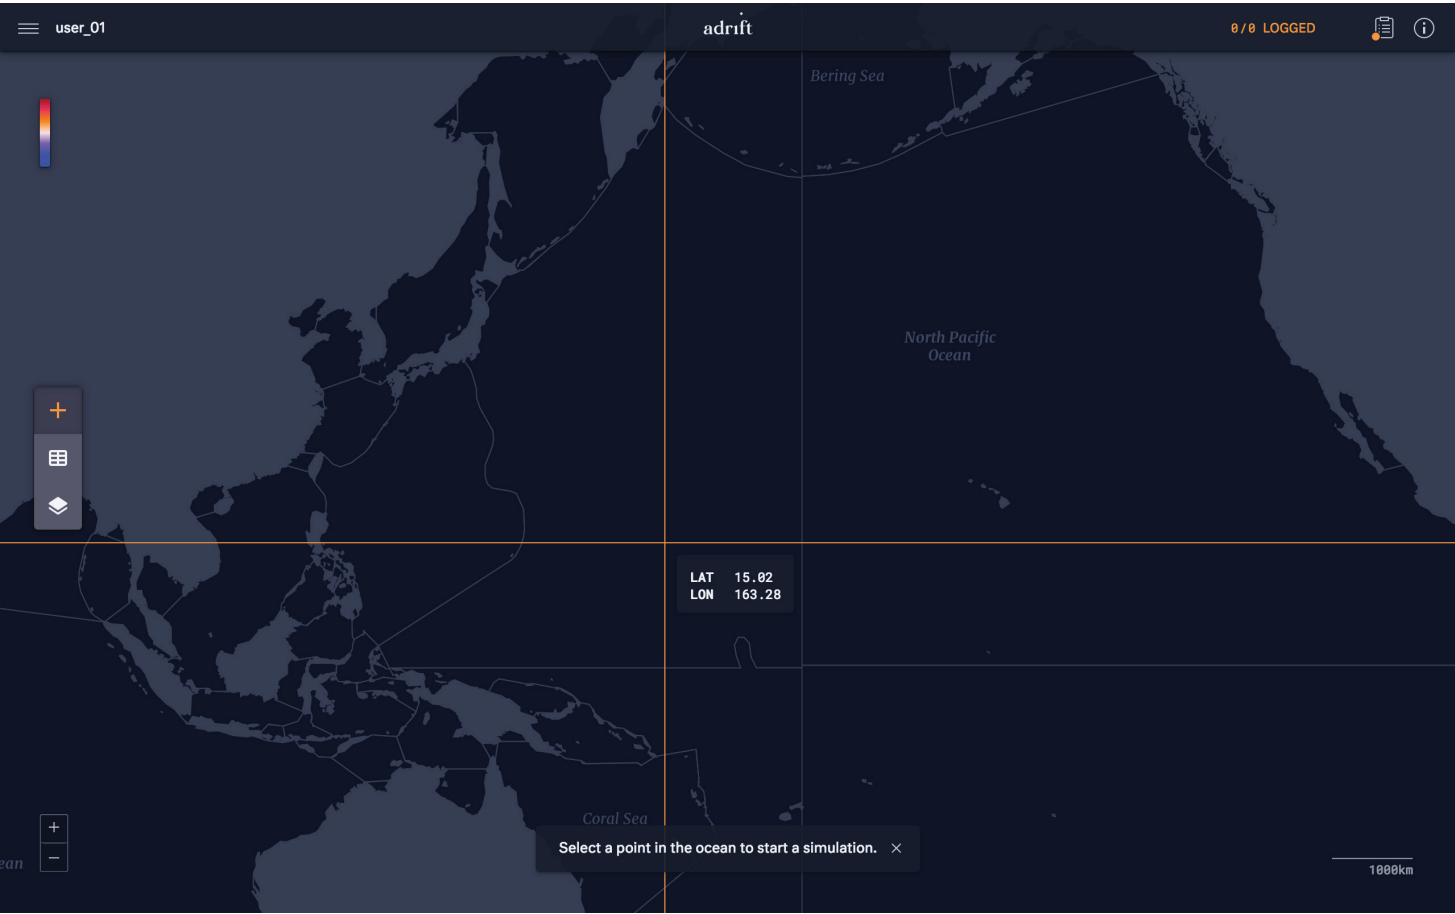 user_01
adrift
0/0 LOGGED
Bering Sea
North Pacific
Ocean
LAT 15.02
LON 163.28
Coral Sea
Select a point in the ocean to start a simulation.
ean
1000km